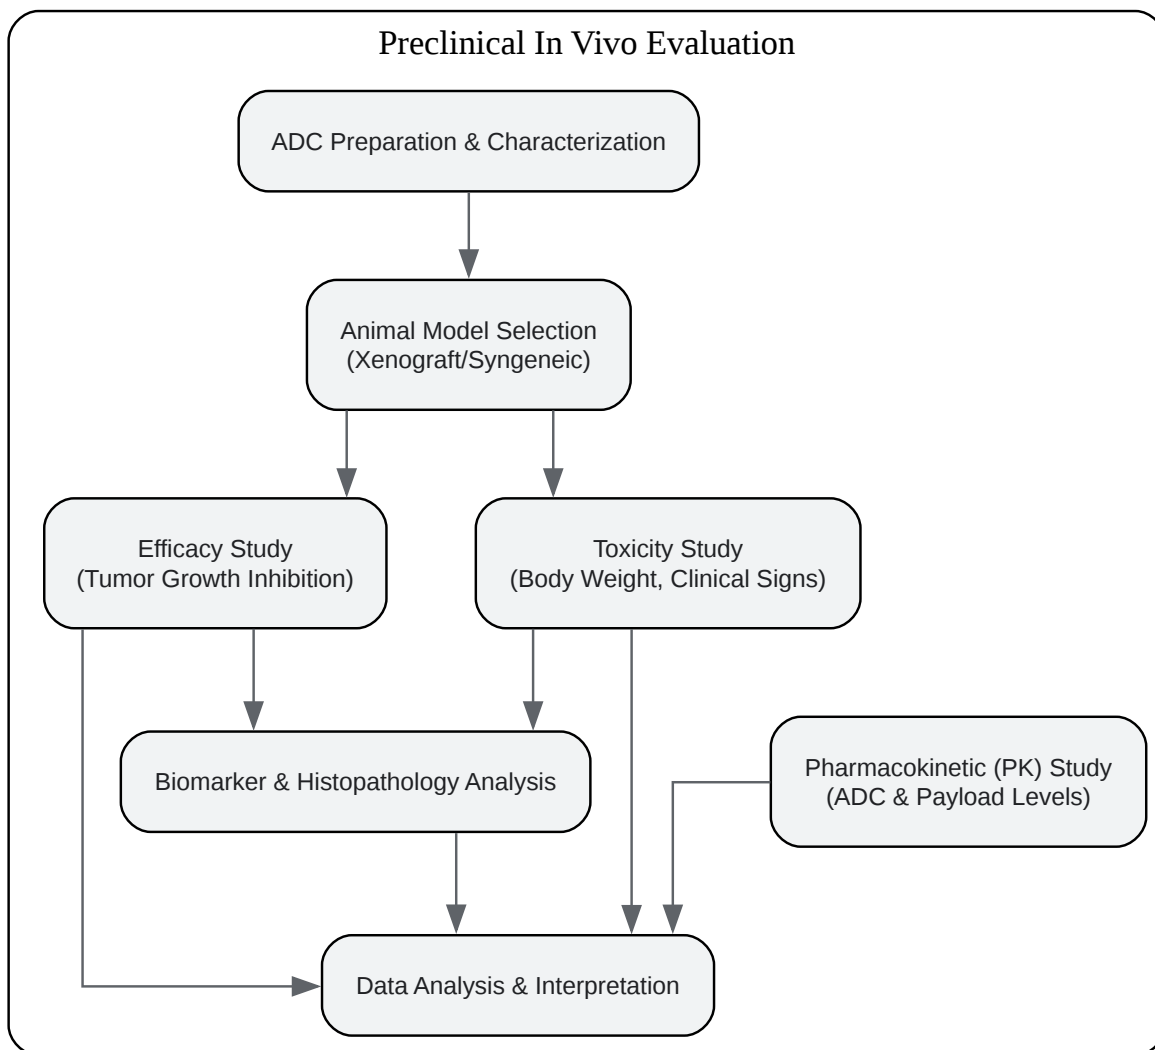 Preclinical In Vivo Evaluation
ADC Preparation & Characterization
Animal Model Selection
(Xenograft/Syngeneic)
Efficacy Study
(Tumor Growth Inhibition)
Toxicity Study
(Body Weight, Clinical Signs)
Biomarker & Histopathology Analysis
Pharmacokinetic (PK) Study
(ADC & Payload Levels)
Data Analysis & Interpretation